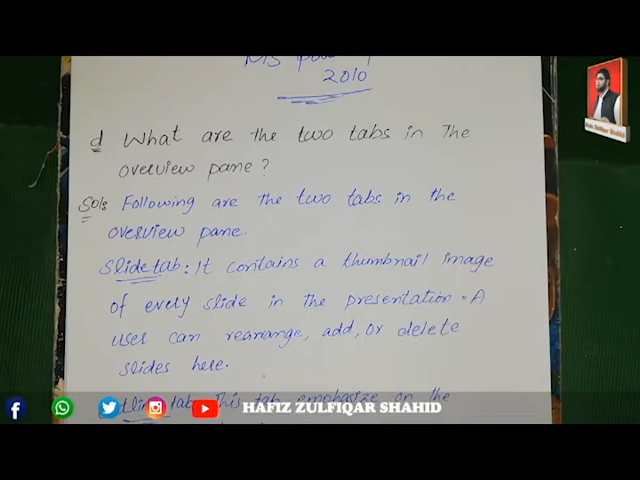 MS
2010
d What are the two tabs in The
overview pane?
Sol: Following are the two tabs in the
overview pane.
Slide tab: It contains a thumbnail image
of every slide in the presentation. A
user can rearrange, add, or delete
slides here.
tab: This tab emphasize on the
HAFIZ ZULFIQAR SHAHID